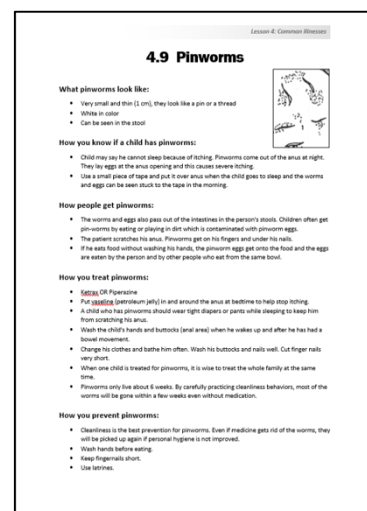 Lesson 4: Common Illnesses
4.9 Pinworms
What pinworms look like:
▪ Very small and thin (1 cm), they look like a pin or a thread
▪ White in color
▪ Can be seen in the stool
How you know if a child has pinworms:
▪ Child may say he cannot sleep because of itching. Pinworms come out of the anus at night.
They lay eggs at the anus opening and this causes severe itching.
▪ Use a small piece of tape and put it over anus when the child goes to sleep and the worms
and eggs can be seen stuck to the tape in the morning.
How people get pinworms:
▪ The worms and eggs also pass out of the intestines in the person's stools. Children often get
pin-worms by eating or playing in dirt which is contaminated with pinworm eggs.
▪ The patient scratches his anus. Pinworms get on his fingers and under his nails.
▪ If he eats food without washing his hands, the pinworm eggs get onto the food and the eggs
are eaten by the person and by other people who eat from the same bowl.
How you treat pinworms:
▪ Ketrax OR Piperazine
▪ Put vaseline (petroleum jelly) in and around the anus at bedtime to help stop itching.
▪ A child who has pinworms should wear tight diapers or pants while sleeping to keep him
from scratching his anus.
▪ Wash the child's hands and buttocks (anal area) when he wakes up and after he has had a
bowel movement.
▪ Change his clothes and bathe him often. Wash his buttocks and nails well. Cut finger nails
very short.
▪ When one child is treated for pinworms, it is wise to treat the whole family at the same
time.
▪ Pinworms only live about 6 weeks. By carefully practicing cleanliness behaviors, most of the
worms will be gone within a few weeks even without medication.
How you prevent pinworms:
▪ Cleanliness is the best prevention for pinworms. Even if medicine gets rid of the worms, they
will be picked up again if personal hygiene is not improved.
▪ Wash hands before eating.
▪ Keep fingernails short.
▪ Use latrines.